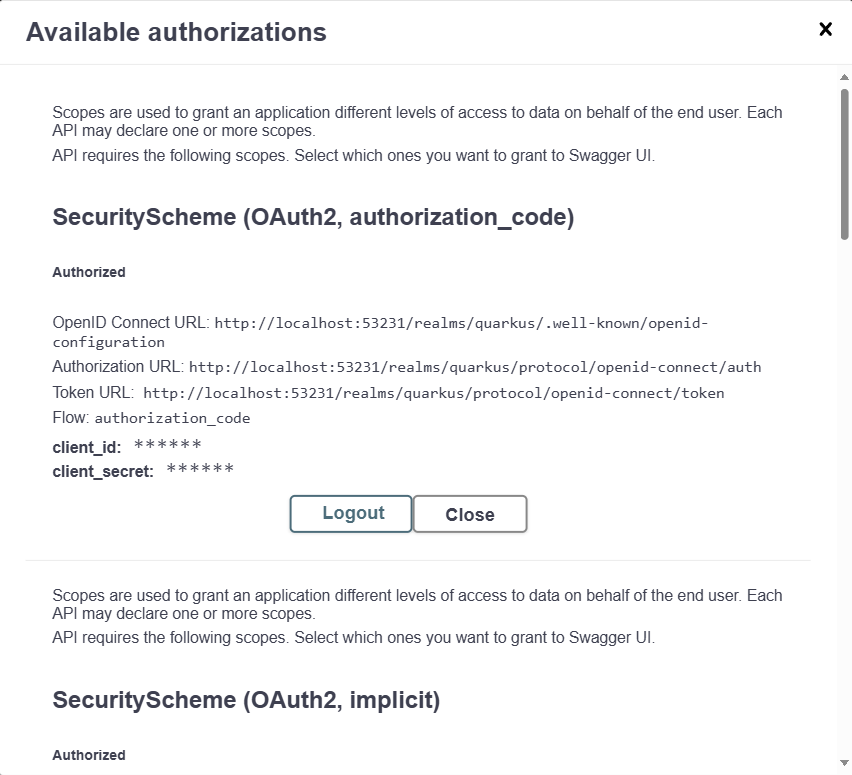 Available authorizations
Scopes are used to grant an application different levels of access to data on behalf of the end user. Each
API may declare one or more scopes.
API requires the following scopes. Select which ones you want to grant to Swagger UI.
SecurityScheme (OAuth2, authorization_code)
Authorized
OpenID Connect URL: http://localhost:53231/realms/quarkus/.well-known/openid-
configuration
Authorization URL: http://localhost:53231/realms/quarkus/protocol/openid-connect/auth
Token URL: http://localhost:53231/realms/quarkus/protocol/openid-connect/token
Flow: authorization_code
client_id: ******
client_secret: ******
Logout Close
Scopes are used to grant an application different levels of access to data on behalf of the end user. Each
API may declare one or more scopes.
API requires the following scopes. Select which ones you want to grant to Swagger UI.
SecurityScheme (OAuth2, implicit)
Authorized